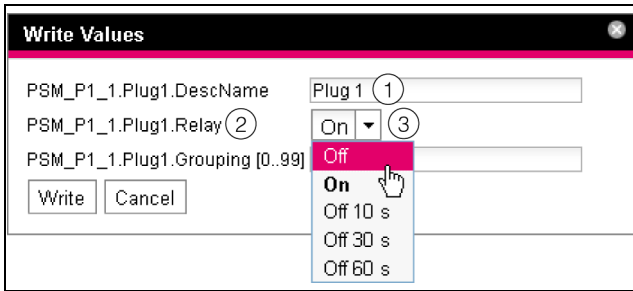 Write Values
PSM_P1_1.Plug1.DescName Plug 1 1
PSM_P1_1.Plug1.Relay 2 On 3
Off
PSM_P1_1.Plug1.Grouping [0..99]
On
Write Cancel
Off 10 s
Off 30 s
Off 60 s